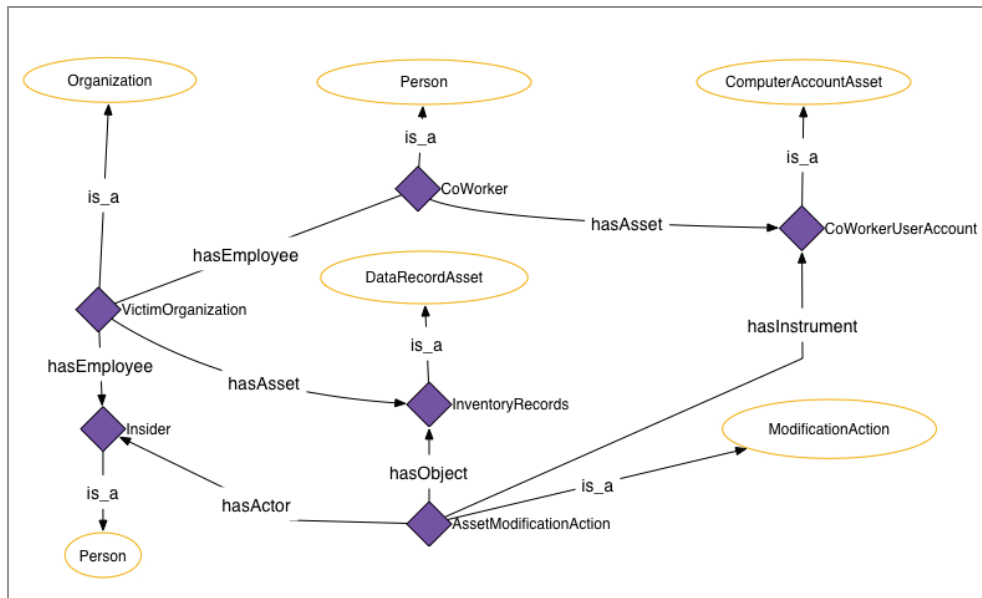 Organization
Person
ComputerAccountAsset
is_a
is_a
is_a
CoWorker
hasAsset
CoWorkerUserAccount
hasEmployee
DataRecordAsset
VictimOrganization
hasInstrument
is_a
hasEmployee
hasAsset
InventoryRecords
Insider
ModificationAction
hasObject
is_a
is_a
hasActor
AssetModificationAction
Person